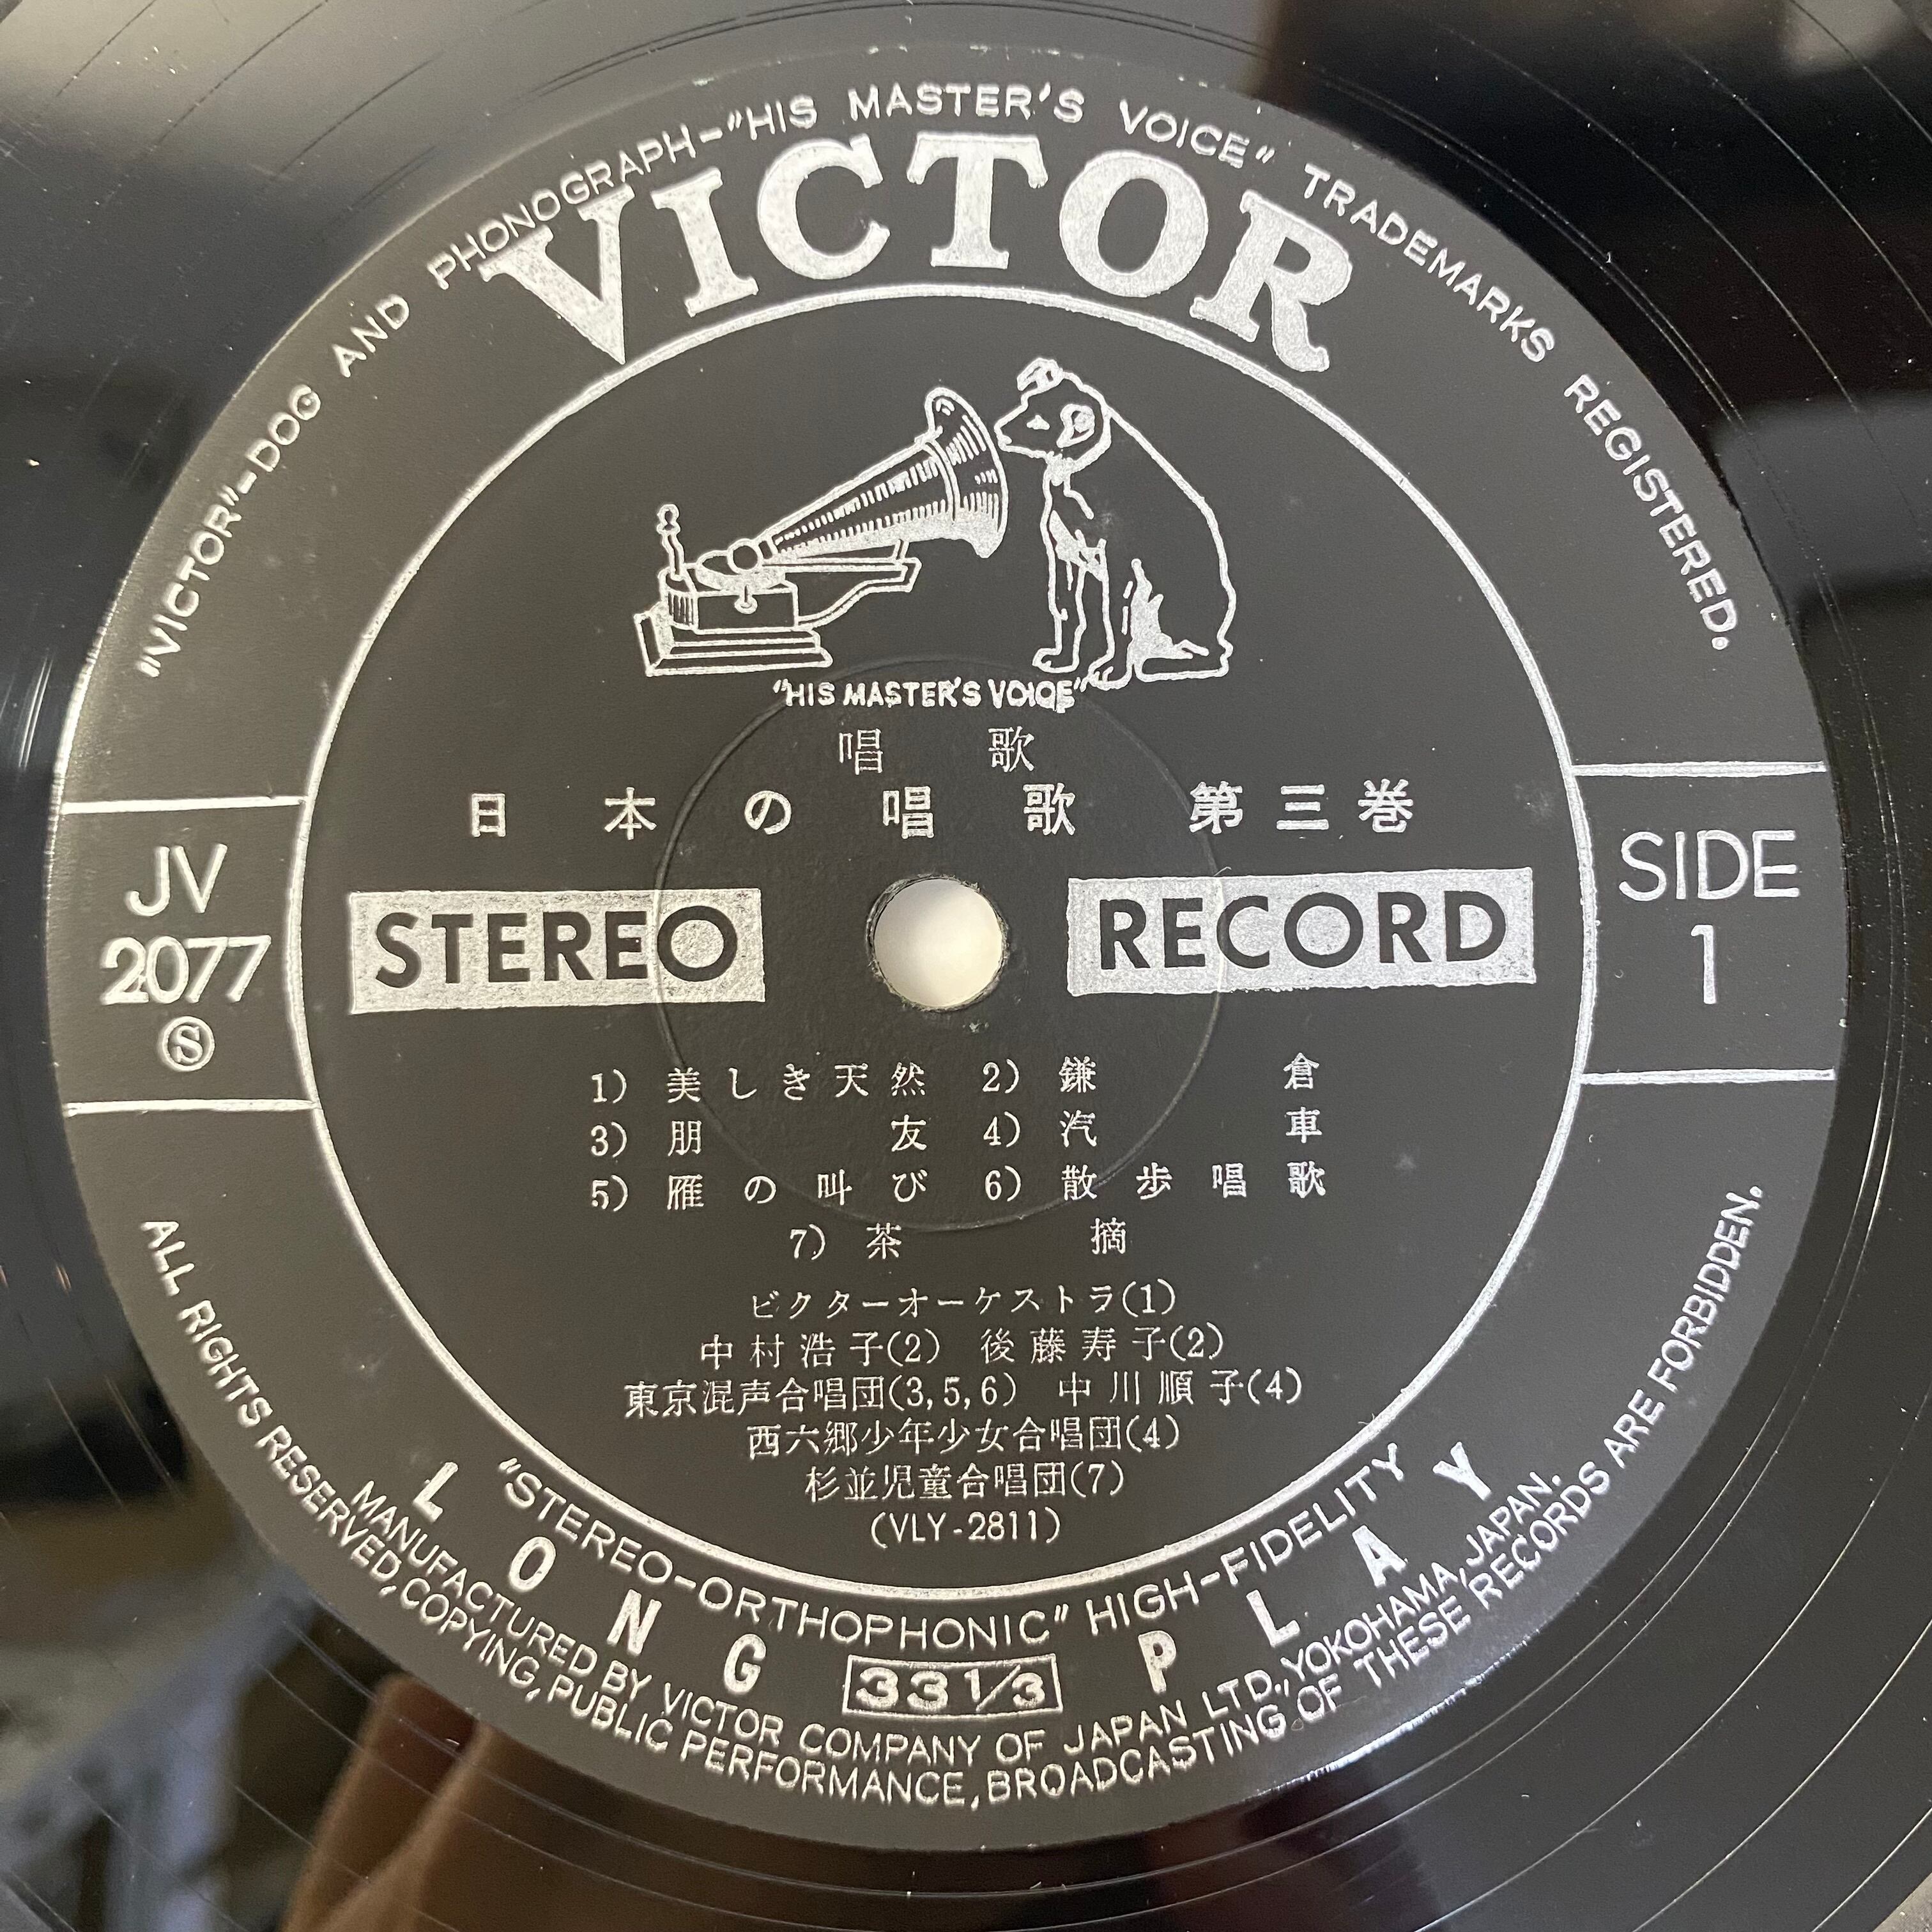 "VICTOR"-DOG AND PHONOGRAPH-"HIS MASTER'S VOICE" TRADEMARKS REGISTERED.
VICTOR
"HIS MASTER'S VOICE"
唱歌
日本の唱歌 第三巻
JV
2077
Ⓢ
STEREO RECORD
SIDE
1
1) 美しき天然 2) 鎌倉
3) 朋友 4) 汽車
5) 雁の叫び 6) 散歩唱歌
7) 茶摘
ビクターオーケストラ(1)
中村浩子(2) 後藤寿子(2)
東京混声合唱団(3,5,6) 中川順子(4)
西六郷少年少女合唱団(4)
杉並児童合唱団(7)
(VLY-2811)
"STEREO-ORTHOPHONIC" HIGH-FIDELITY
LONG 33 1/3 PLAY
MANUFACTURED BY VICTOR COMPANY OF JAPAN LTD., YOKOHAMA, JAPAN.
ALL RIGHTS RESERVED, COPYING, PUBLIC PERFORMANCE, BROADCASTING OF THESE RECORDS ARE FORBIDDEN.